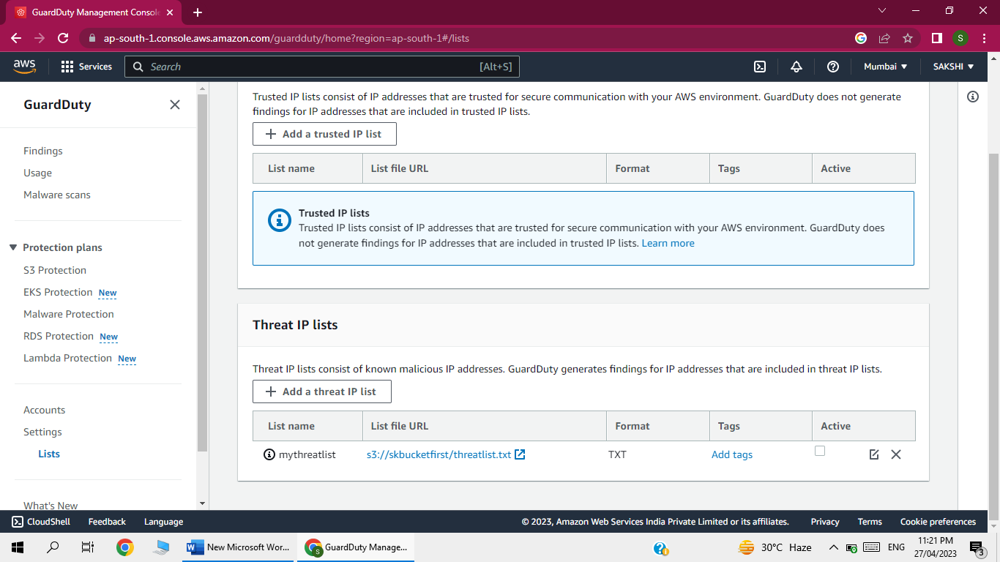 GuardDuty Management Consol
ap-south-1.console.aws.amazon.com/guardduty/home?region=ap-south-1#/lists
S
aws
Services
Search
[Alt+S]
Mumbai
SAKSHI
GuardDuty
Findings
Usage
Malware scans
Protection plans
S3 Protection
EKS Protection New
Malware Protection
RDS Protection New
Lambda Protection New
Accounts
Settings
Lists
What's New
Trusted IP lists consist of IP addresses that are trusted for secure communication with your AWS environment. GuardDuty does not generate
findings for IP addresses that are included in trusted IP lists.
Add a trusted IP list
List name List file URL Format Tags Active
Trusted IP lists
Trusted IP lists consist of IP addresses that are trusted for secure communication with your AWS environment. GuardDuty does
not generate findings for IP addresses that are included in trusted IP lists. Learn more
Threat IP lists
Threat IP lists consist of known malicious IP addresses. GuardDuty generates findings for IP addresses that are included in threat IP lists.
Add a threat IP list
List name List file URL Format Tags Active
mythreatlist s3://skbucketfirst/threatlist.txt TXT Add tags
CloudShell Feedback Language © 2023, Amazon Web Services India Private Limited or its affiliates. Privacy Terms Cookie preferences
New Microsoft Wor...
GuardDuty Manage...
30°C Haze
ENG
11:21 PM
27/04/2023
3